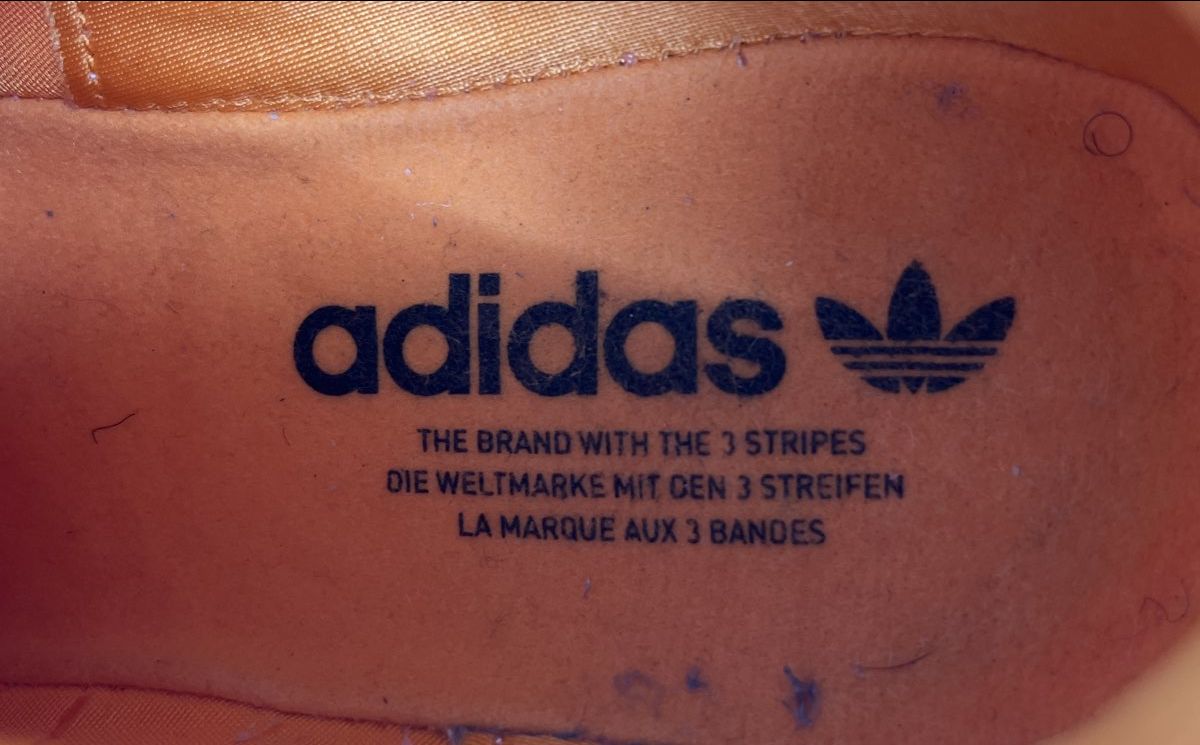 adidas
THE BRAND WITH THE 3 STRIPES
DIE WELTMARKE MIT DEN 3 STREIFEN
LA MARQUE AUX 3 BANDES